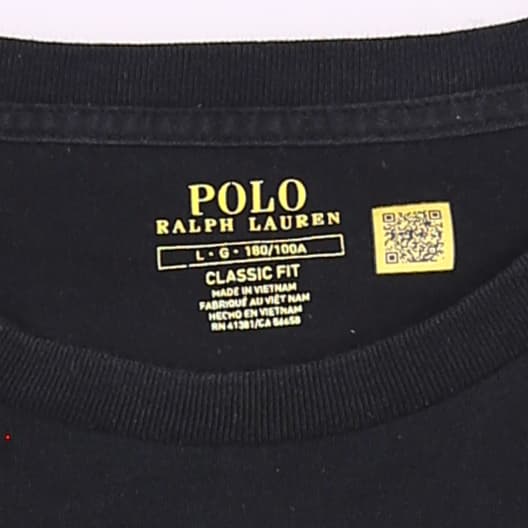 POLO
RALPH LAUREN
L • G • 180/100A
CLASSIC FIT
MADE IN VIETNAM
FABRIQUÉ AU VIÊT NAM
HECHO EN VIETNAM
RN 41381/CA 56458